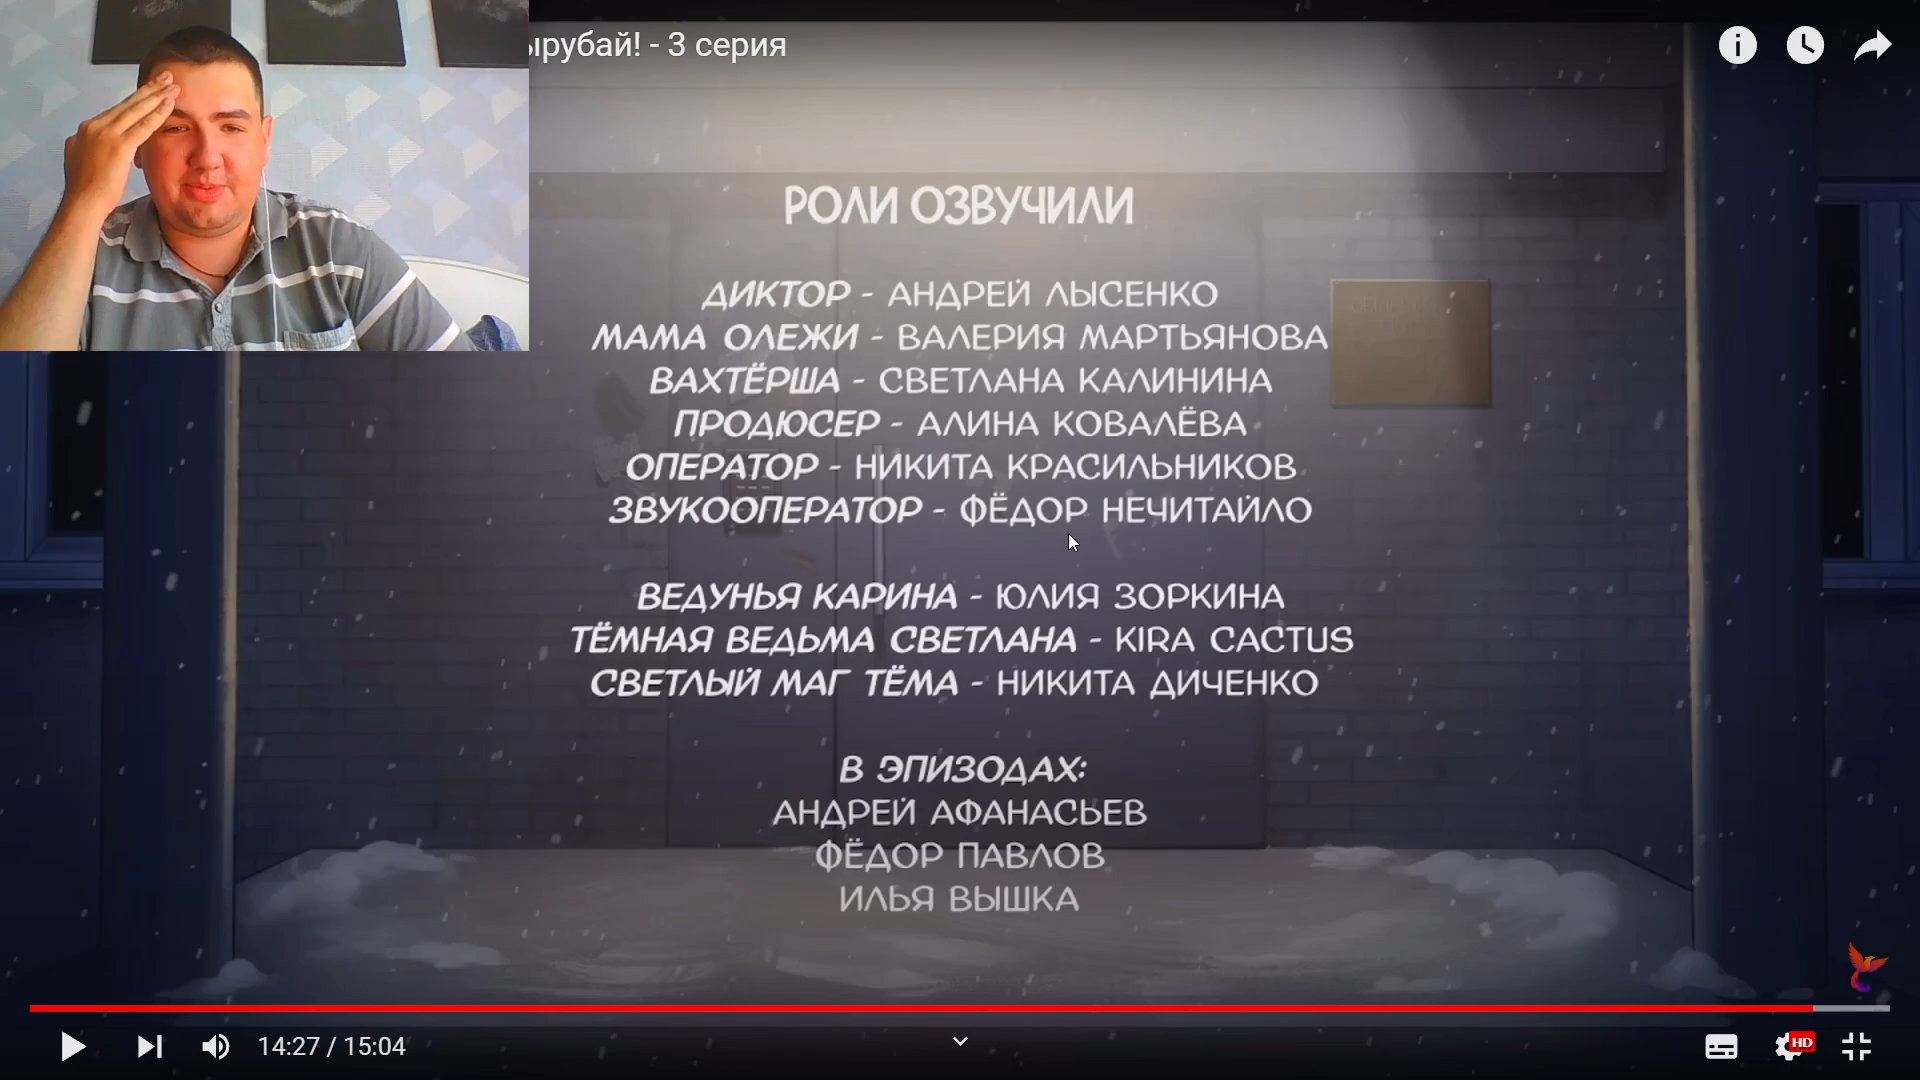 ырубай! - 3 серия
РОЛИ ОЗВУЧИЛИ
ДИКТОР - АНДРЕЙ ЛЫСЕНКО
МАМА ОЛЕЖИ - ВАЛЕРИЯ МАРТЬЯНОВА
ВАХТЁРША - СВЕТЛАНА КАЛИНИНА
ПРОДЮСЕР - АЛИНА КОВАЛЁВА
ОПЕРАТОР - НИКИТА КРАСИЛЬНИКОВ
ЗВУКООПЕРАТОР - ФЁДОР НЕЧИТАЙЛО
ВЕДУНЬЯ КАРИНА - ЮЛИЯ ЗОРКИНА
ТЁМНАЯ ВЕДЬМА СВЕТЛАНА - KIRA CACTUS
СВЕТЛЫЙ МАГ ТЁМА - НИКИТА ДИЧЕНКО
В ЭПИЗОДАХ:
АНДРЕЙ АФАНАСЬЕВ
ФЁДОР ПАВЛОВ
ИЛЬЯ ВЫШКА
14:27 / 15:04
HD